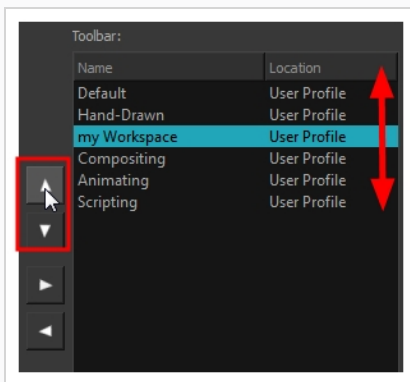 Toolbar:
Name Location
Default User Profile
Hand-Drawn User Profile
my Workspace User Profile
Compositing User Profile
Animating User Profile
Scripting User Profile